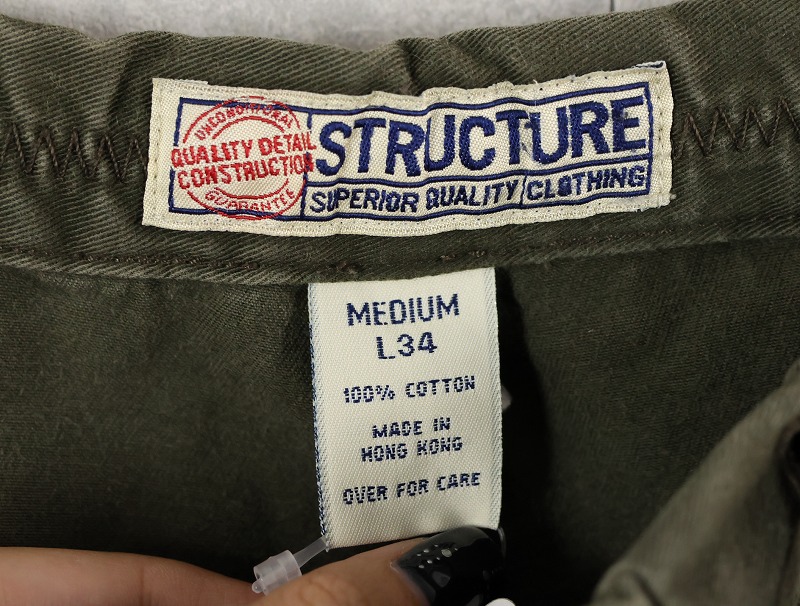 UNCONDITIONAL
QUALITY DETAIL
CONSTRUCTION
GUARANTEE
STRUCTURE
SUPERIOR QUALITY CLOTHING
MEDIUM
L34
100% COTTON
MADE IN
HONG KONG
OVER FOR CARE